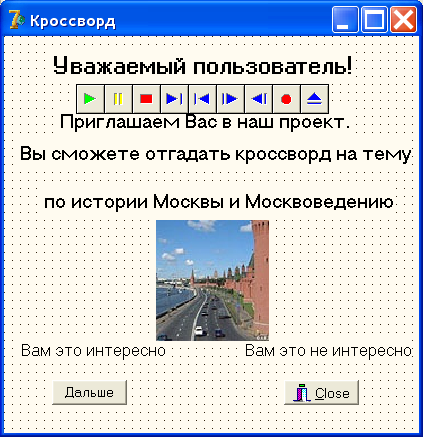 Кроссворд
Уважаемый пользователь!
Приглашаем Вас в наш проект.
Вы сможете отгадать кроссворд на тему
по истории Москвы и Москвоведению
Вам это интересно
Вам это не интересно
Дальше
Close